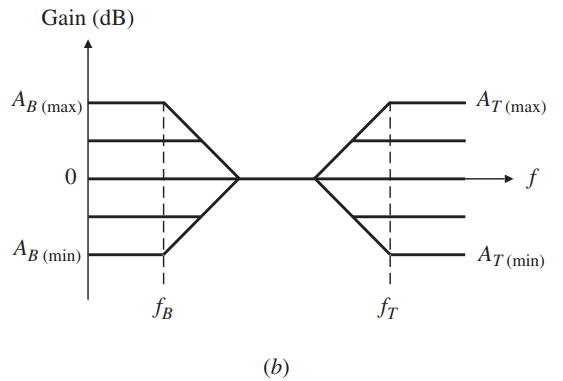 Gain (dB)
A_B (max)
A_T (max)
0
f
A_B (min)
A_T (min)
f_B
f_T
(b)